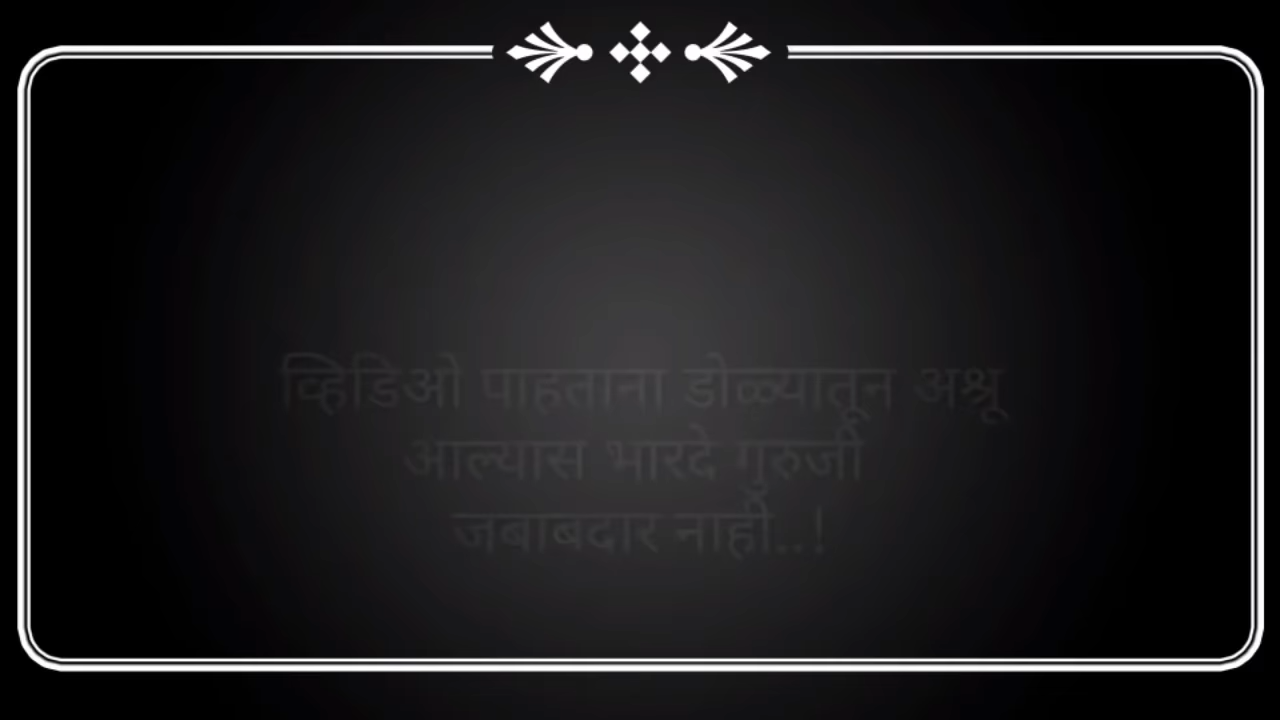 व्हिडिओ पाहताना डोळ्यातून अश्रू
आल्यास भारदे गुरुजी
जबाबदार नाही..!